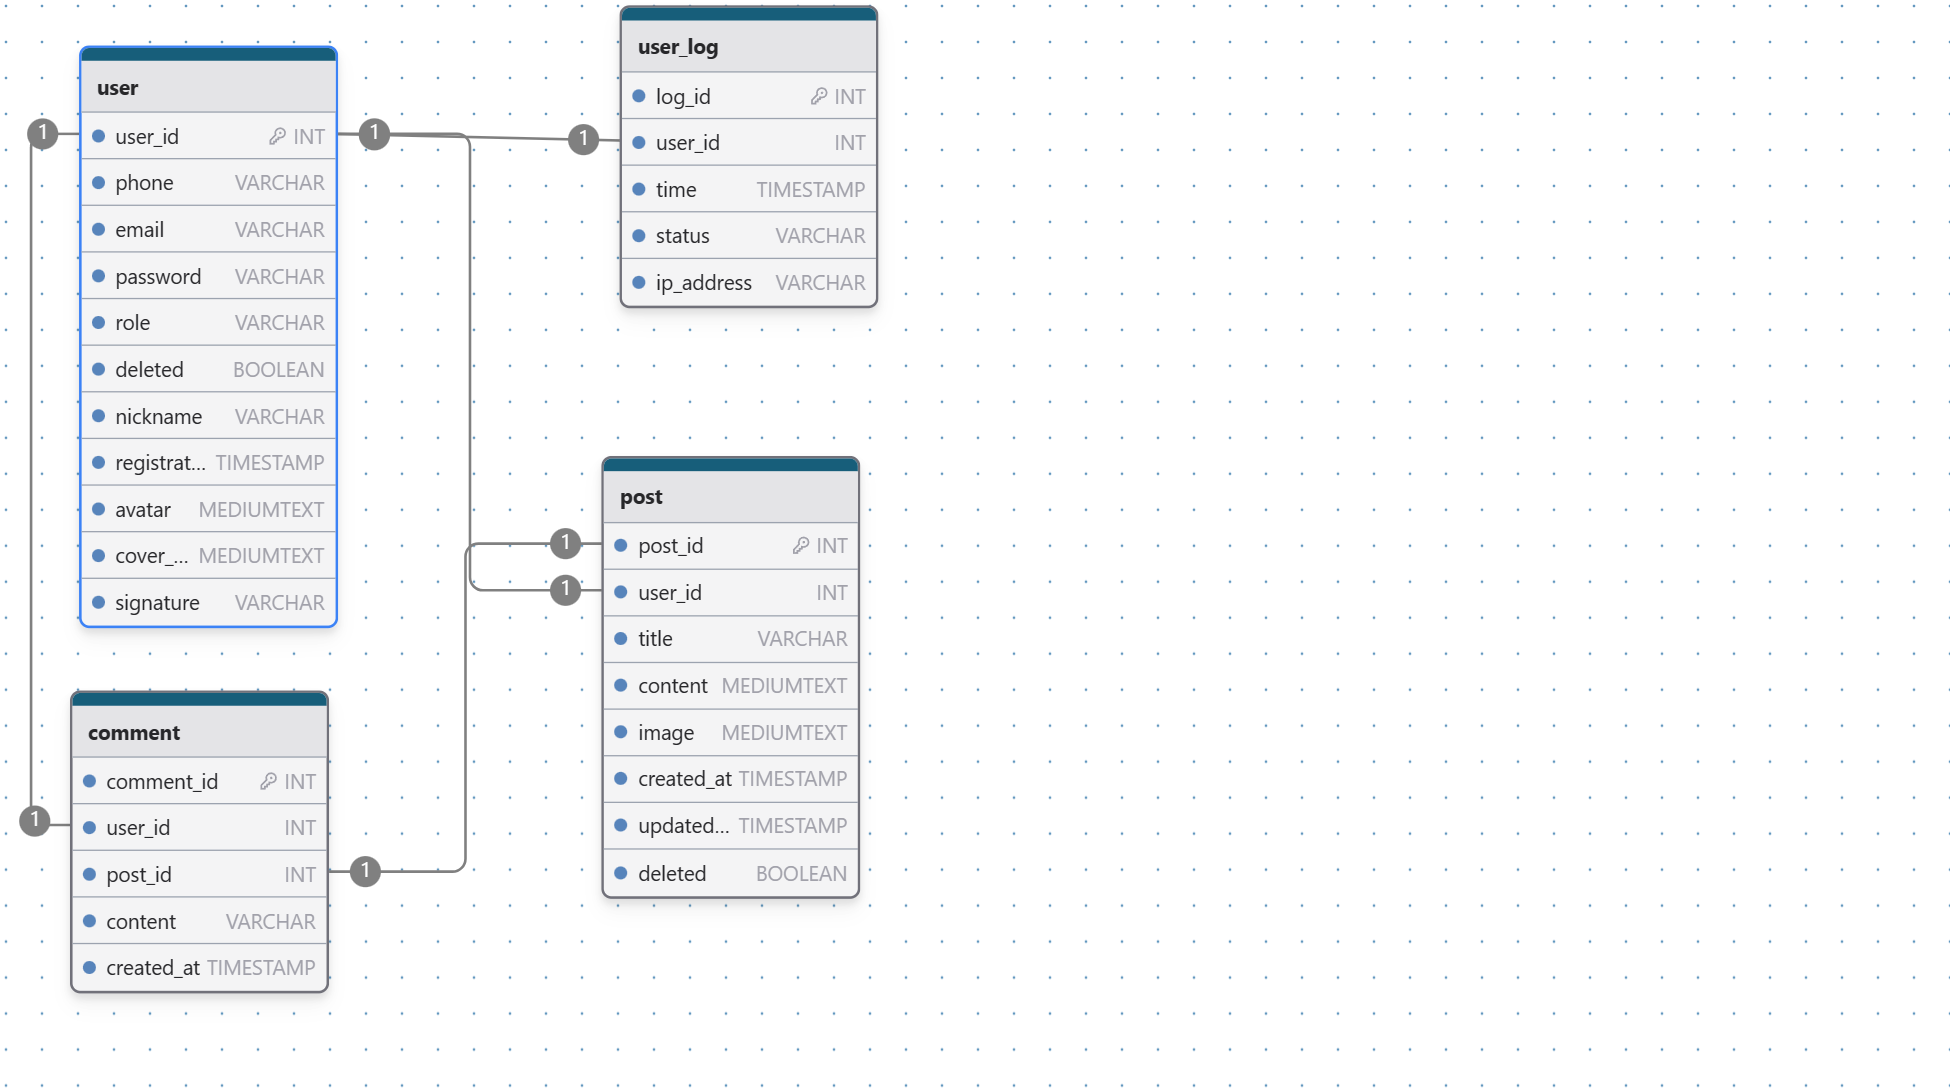 user
user_id INT
phone VARCHAR
email VARCHAR
password VARCHAR
role VARCHAR
deleted BOOLEAN
nickname VARCHAR
registrat... TIMESTAMP
avatar MEDIUMTEXT
cover_... MEDIUMTEXT
signature VARCHAR
1
1
1
user_log
log_id INT
user_id INT
time TIMESTAMP
status VARCHAR
ip_address VARCHAR
post
post_id INT
user_id INT
title VARCHAR
content MEDIUMTEXT
image MEDIUMTEXT
created_at TIMESTAMP
updated... TIMESTAMP
deleted BOOLEAN
1
1
comment
comment_id INT
user_id INT
post_id INT
content VARCHAR
created_at TIMESTAMP
1
1
1